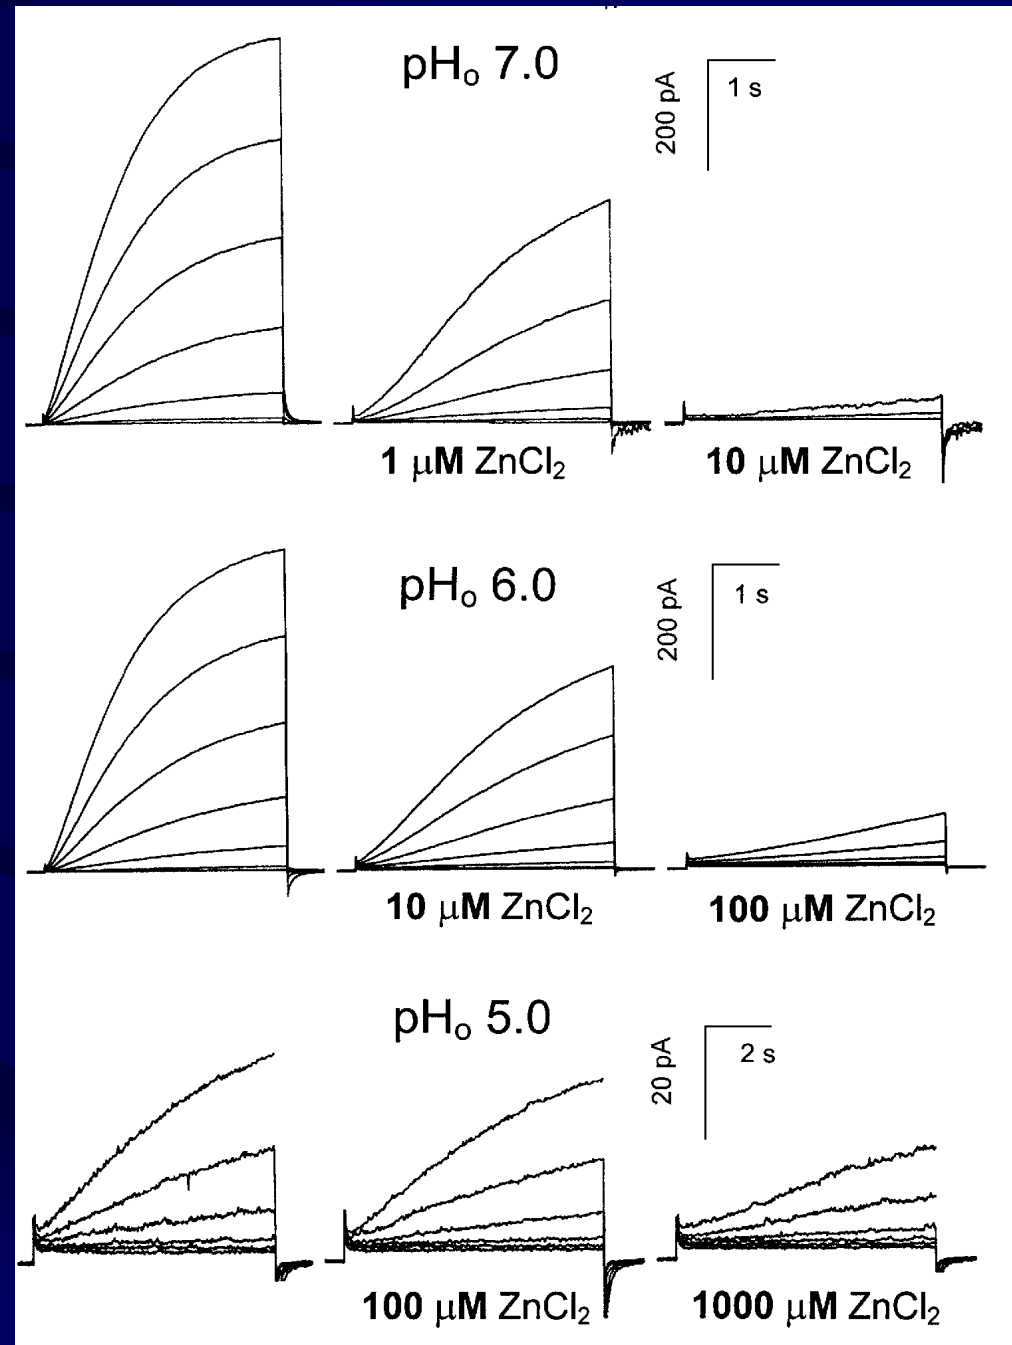 pHₒ 7.0
200 pA
1 s
1 μM ZnCl₂
10 μM ZnCl₂
pHₒ 6.0
200 pA
1 s
10 μM ZnCl₂
100 μM ZnCl₂
pHₒ 5.0
20 pA
2 s
100 μM ZnCl₂
1000 μM ZnCl₂